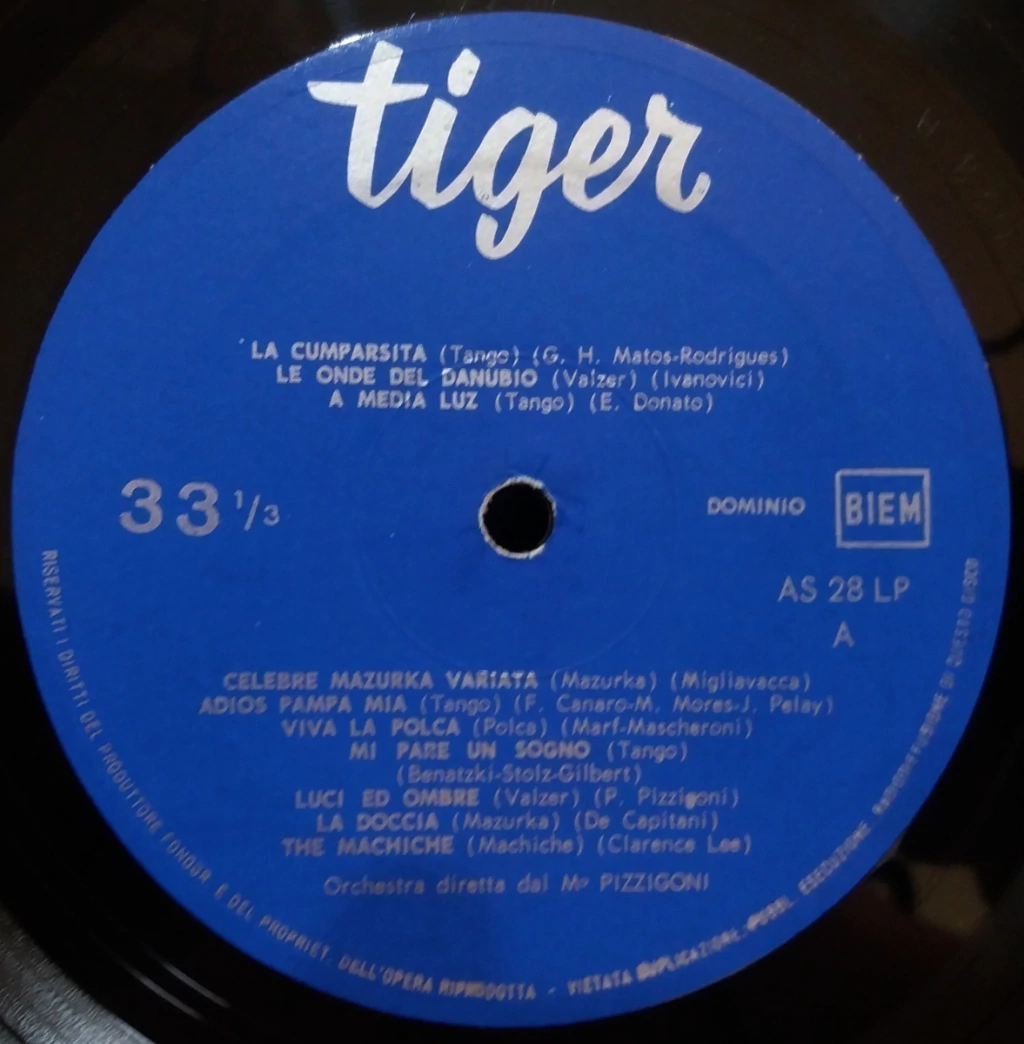 tiger
LA CUMPARSITA (Tango) (G. H. Matos-Rodrigues)
LE ONDE DEL DANUBIO (Valzer) (Ivanovici)
A MEDIA LUZ (Tango) (E. Donato)
33 1/3
DOMINIO BIEM
AS 28 LP
A
CELEBRE MAZURKA VARIATA (Mazurka) (Migliavacca)
ADIOS PAMPA MIA (Tango) (F. Canaro-M. Mores-J. Pelay)
VIVA LA POLCA (Polca) (Marf-Mascheroni)
MI PARE UN SOGNO (Tango)
(Benatzki-Stolz-Gilbert)
LUCI ED OMBRE (Valzer) (P. Pizzigoni)
LA DOCCIA (Mazurka) (De Capitani)
THE MACHICHE (Machiche) (Clarence Lee)
Orchestra diretta dal Mº PIZZIGONI
RISERVATI I DIRITTI DEL PRODUTTORE FONOGR. E DEL PROPRIET. DELL'OPERA RIPRODOTTA - VIETATA DUPLICAZIONE, PUBBL. ESECUZIONE, RADIODIFFUSIONE DI QUESTO DISCO